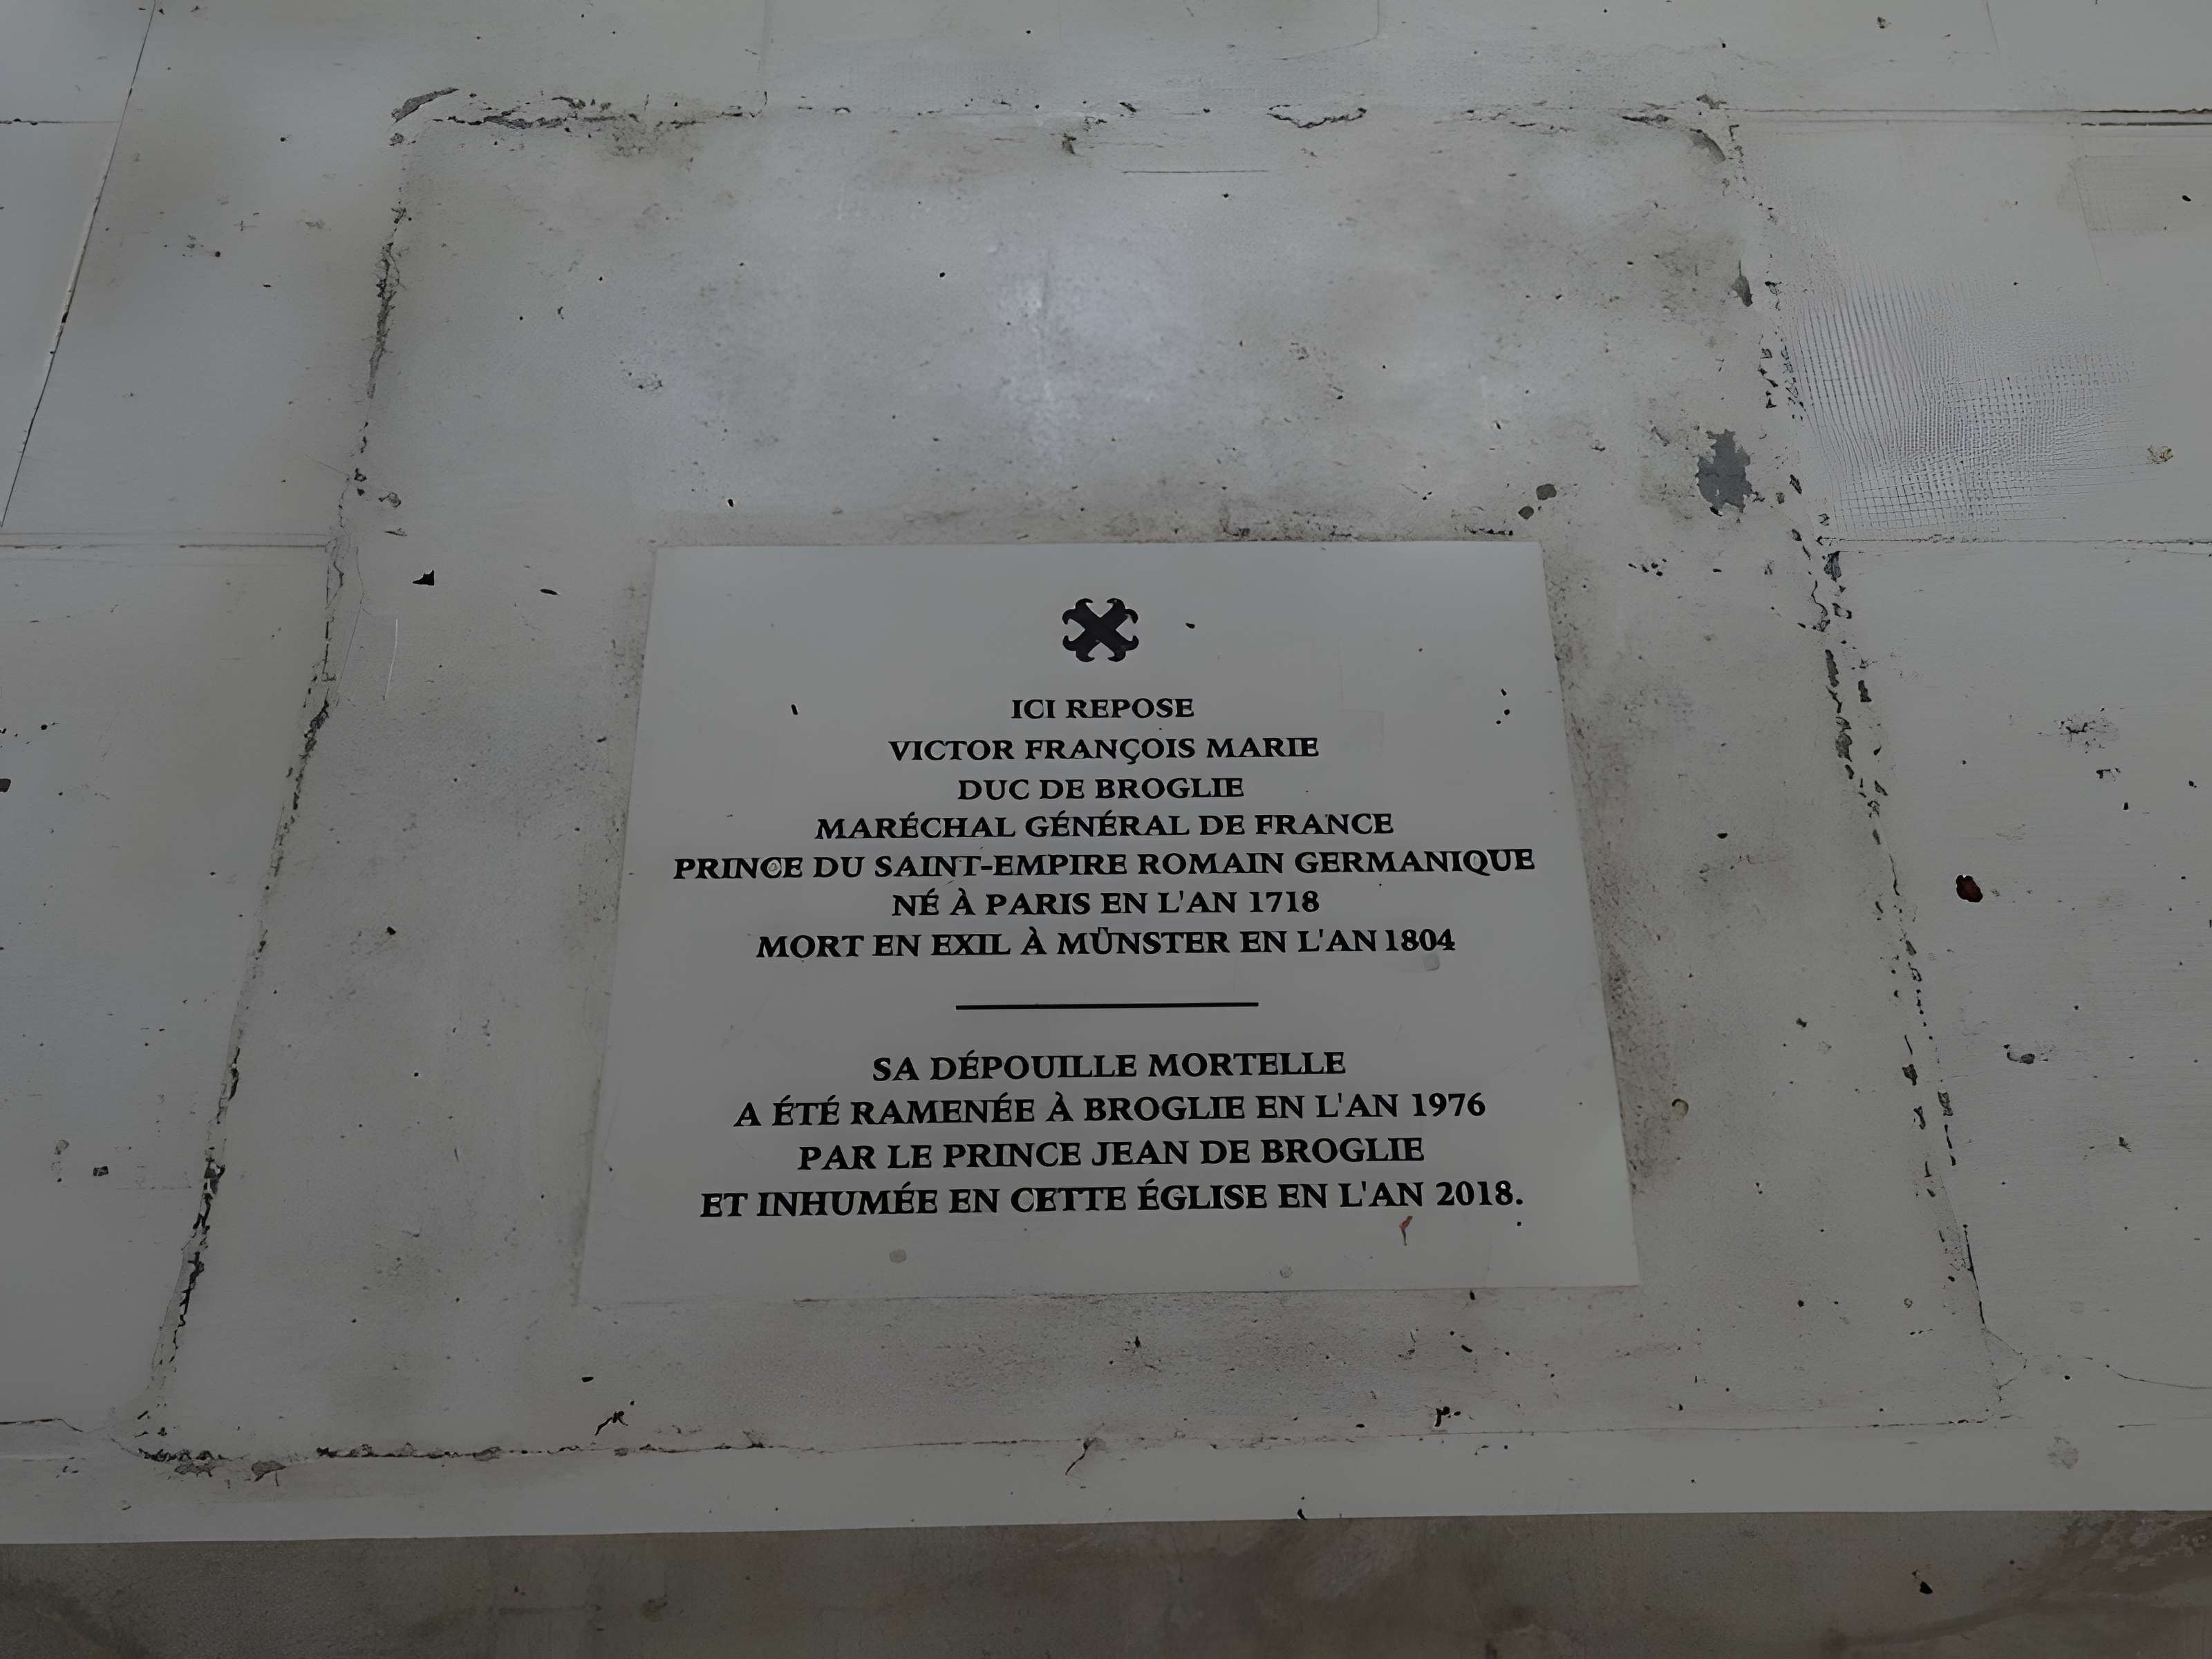 ICI REPOSE
VICTOR FRANÇOIS MARIE
DUC DE BROGLIE
MARÉCHAL GÉNÉRAL DE FRANCE
PRINCE DU SAINT-EMPIRE ROMAIN GERMANIQUE
NÉ À PARIS EN L'AN 1718
MORT EN EXIL À MÜNSTER EN L'AN 1804
SA DÉPOUILLE MORTELLE
A ÉTÉ RAMENÉE À BROGLIE EN L'AN 1976
PAR LE PRINCE JEAN DE BROGLIE
ET INHUMÉE EN CETTE ÉGLISE EN L'AN 2018.